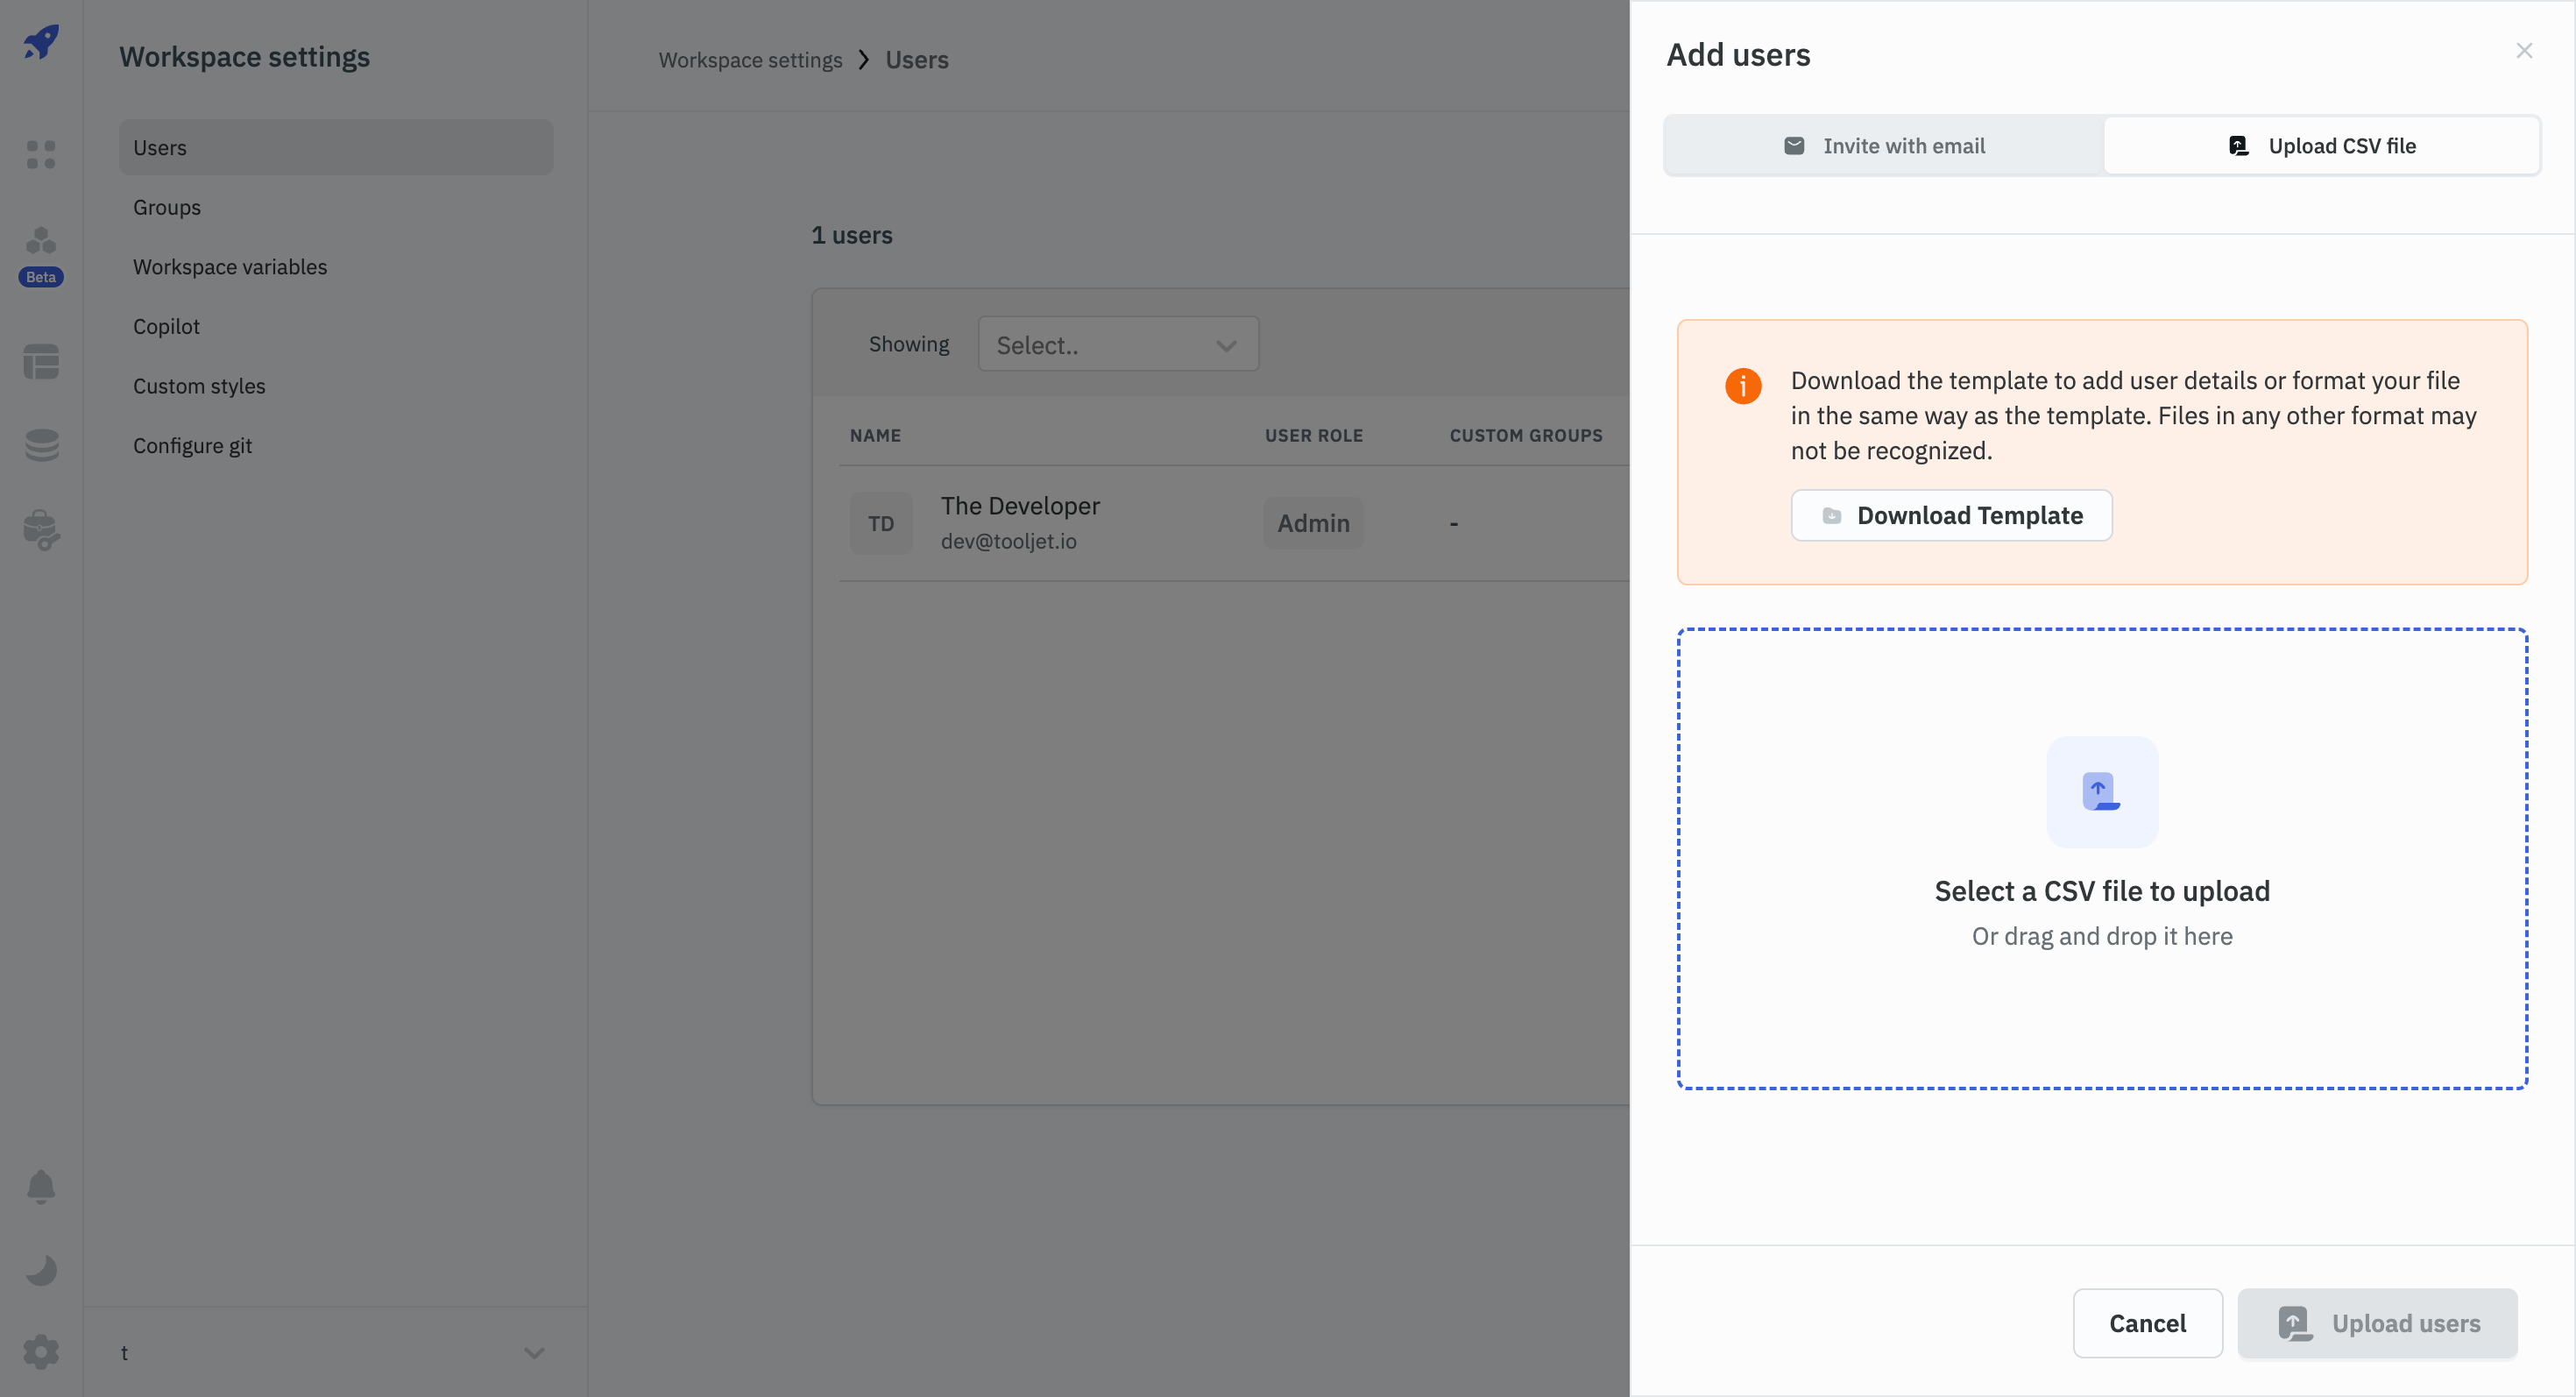 Workspace settings
Users
Groups
Workspace variables
Copilot
Custom styles
Configure git
Beta
t
Workspace settings > Users
1 users
Showing
Select..
NAME
USER ROLE
CUSTOM GROUPS
TD
The Developer
dev@tooljet.io
Admin
-
Add users
Invite with email
Upload CSV file
Download the template to add user details or format your file
in the same way as the template. Files in any other format may
not be recognized.
Download Template
Select a CSV file to upload
Or drag and drop it here
Cancel
Upload users